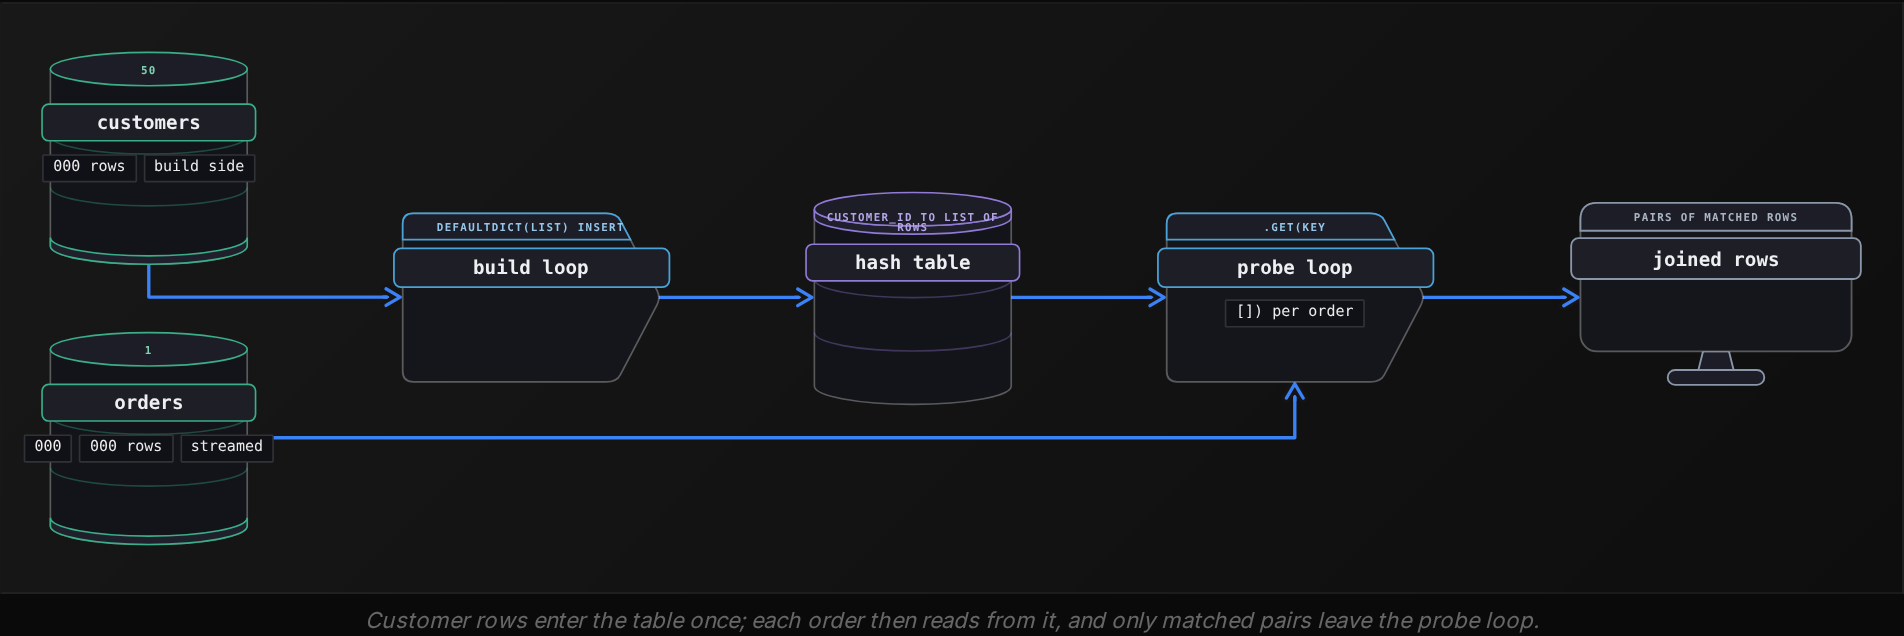 50
customers
000 rows
build side
1
orders
000
000 rows
streamed
DEFAULTDICT(LIST) INSERT
build loop
CUSTOMER_ID TO LIST OF
ROWS
hash table
.GET(KEY
probe loop
[]) per order
PAIRS OF MATCHED ROWS
joined rows
Customer rows enter the table once; each order then reads from it, and only matched pairs leave the probe loop.